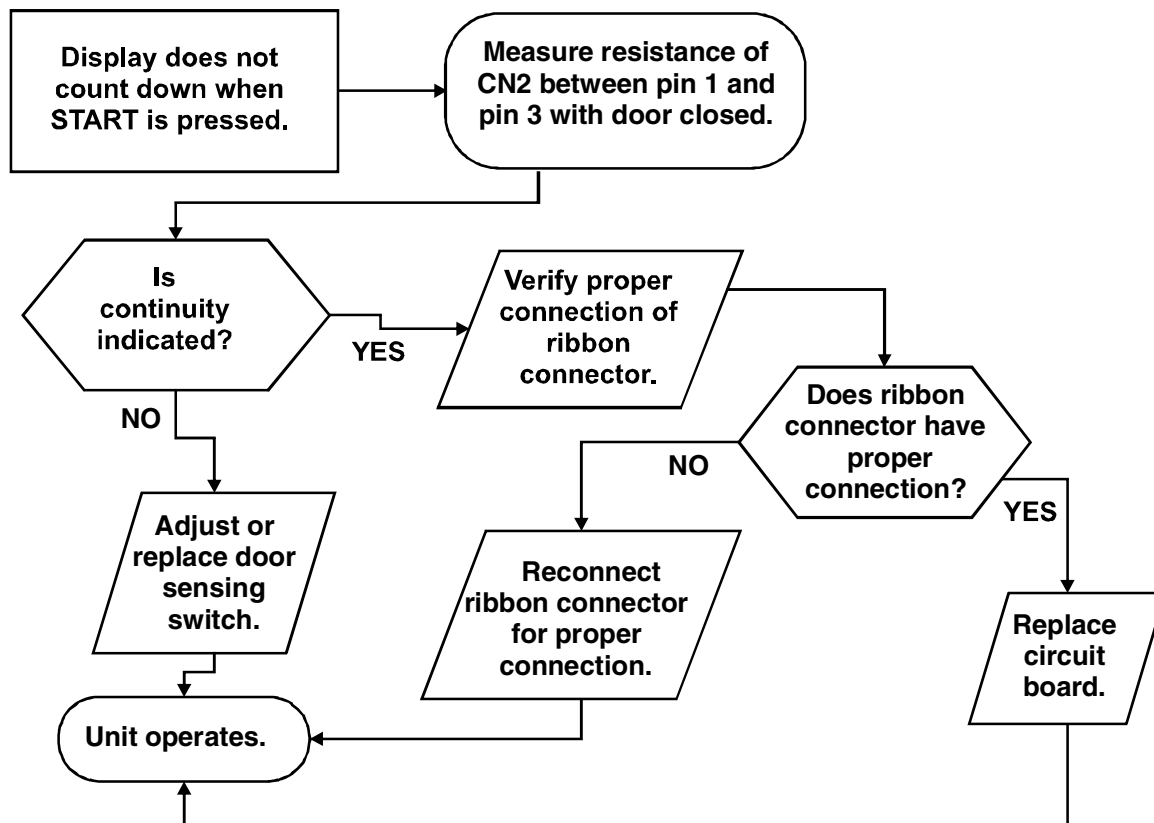 Display does not
count down when
START is pressed.
Measure resistance of
CN2 between pin 1 and
pin 3 with door closed.
Is
continuity
indicated?
YES
Verify proper
connection of
ribbon
connector.
NO
Does ribbon
connector have
proper
connection?
NO
YES
Adjust or
replace door
sensing
switch.
Reconnect
ribbon connector
for proper
connection.
Replace
circuit
board.
Unit operates.